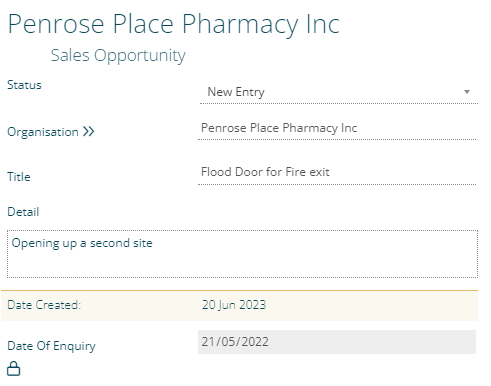 Penrose Place Pharmacy Inc
Sales Opportunity
Status New Entry
Organisation Penrose Place Pharmacy Inc
Title Flood Door for Fire exit
Detail
Opening up a second site
Date Created: 20 Jun 2023
Date Of Enquiry 21/05/2022